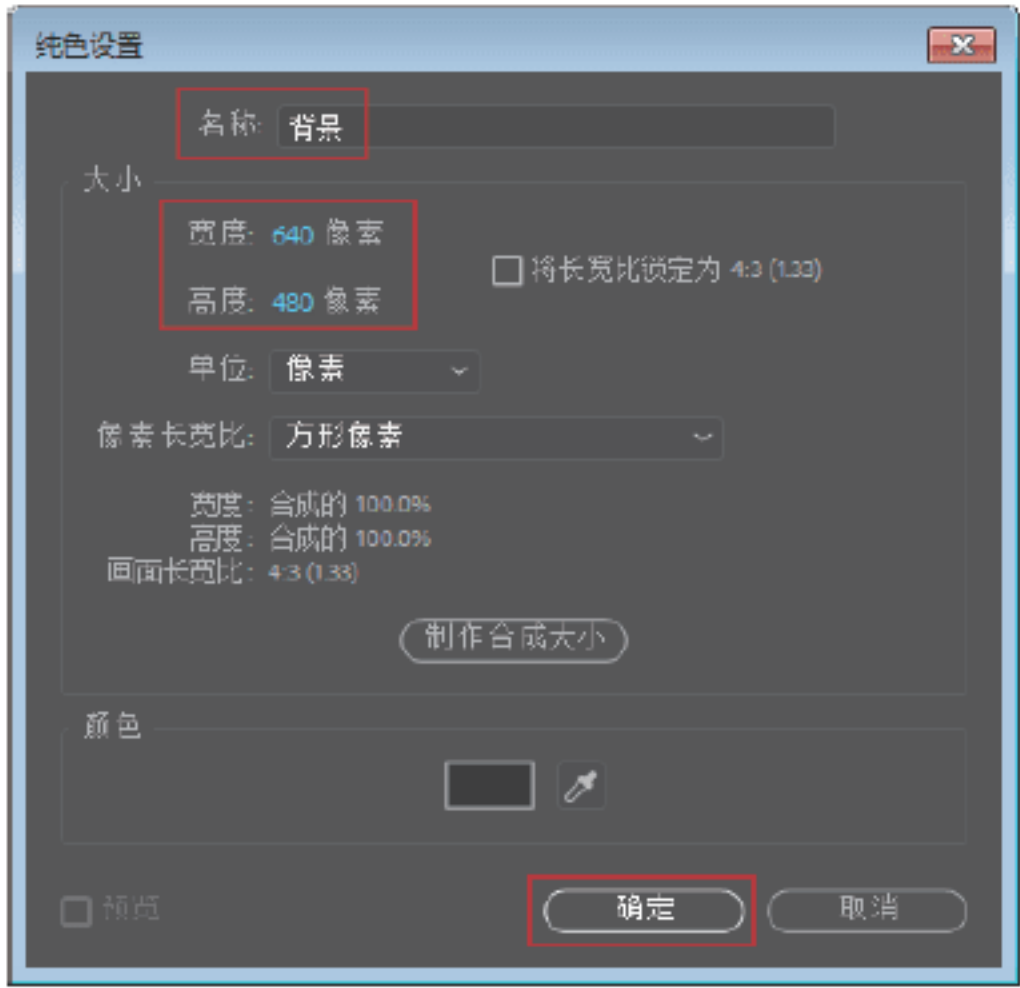 纯色设置
名称: 背景
大小
宽度: 640 像素
将长宽比锁定为 4:3 (1.33)
高度: 480 像素
单位: 像素
像素长宽比: 方形像素
宽度: 合成的 100.0%
高度: 合成的 100.0%
画面长宽比: 4:3 (1.33)
制作合成大小
颜色
预览
确定
取消